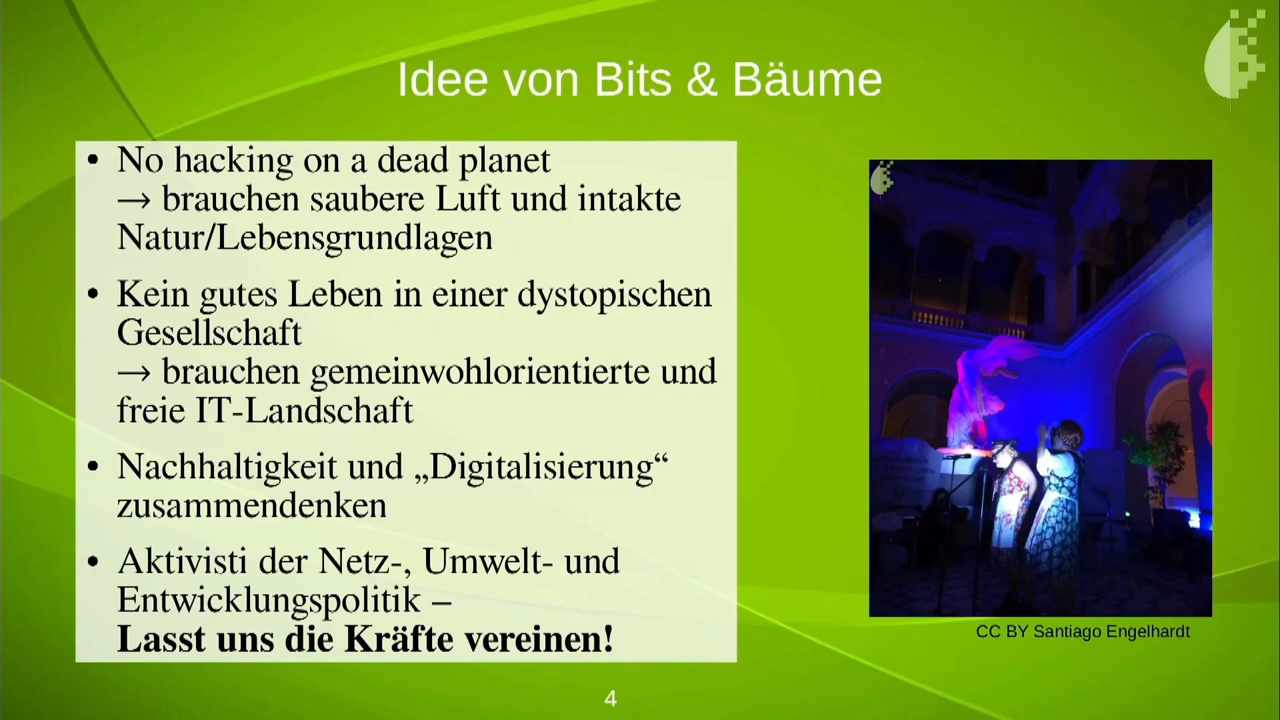 Idee von Bits & Bäume
• No hacking on a dead planet
→ brauchen saubere Luft und intakte
Natur/Lebensgrundlagen
• Kein gutes Leben in einer dystopischen
Gesellschaft
→ brauchen gemeinwohlorientierte und
freie IT-Landschaft
• Nachhaltigkeit und „Digitalisierung“
zusammendenken
• Aktivisti der Netz-, Umwelt- und
Entwicklungspolitik –
Lasst uns die Kräfte vereinen!
CC BY Santiago Engelhardt
4